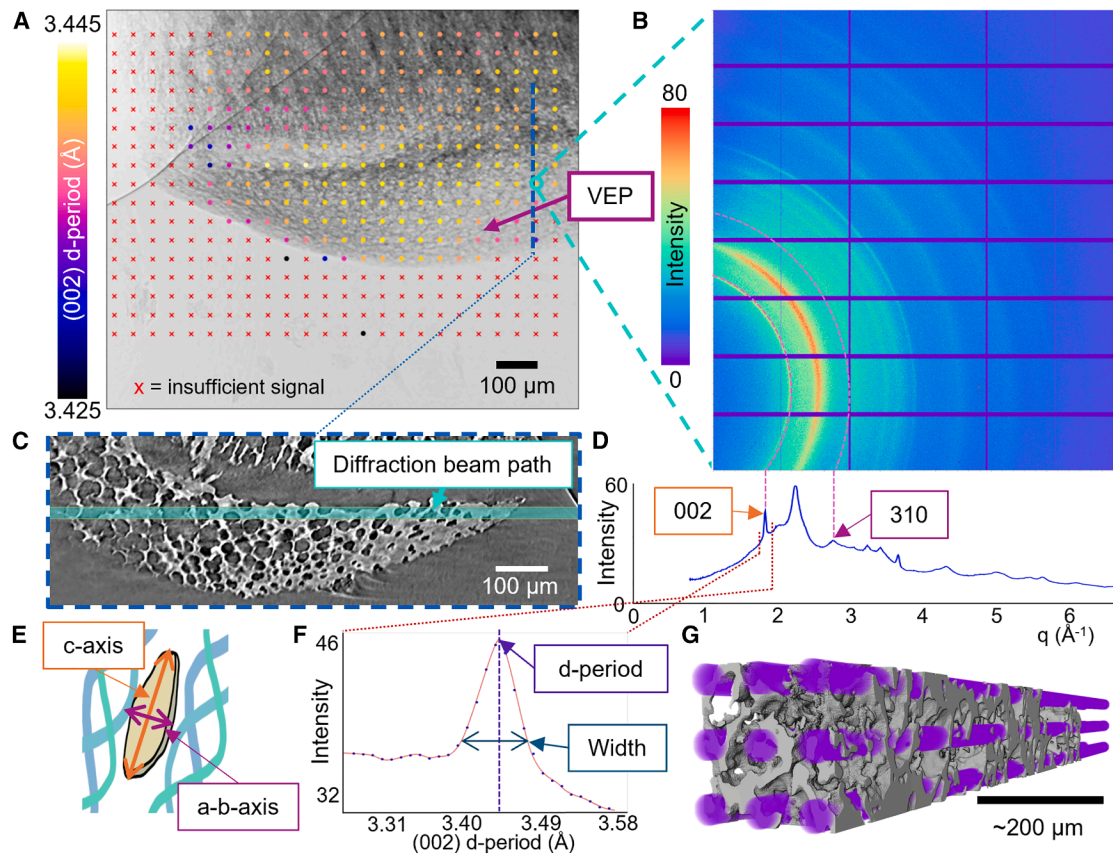 A
3.445
(002) d-period (Å)
3.425
VEP
100 µm
x = insufficient signal
B
80
Intensity
0
C
Diffraction beam path
100 µm
D
60
Intensity
0
002
310
0 1 2 3 4 5 6
q (Å⁻¹)
E
c-axis
a-b-axis
F
46
Intensity
32
d-period
Width
3.31 3.40 3.49 3.58
(002) d-period (Å)
G
~200 µm